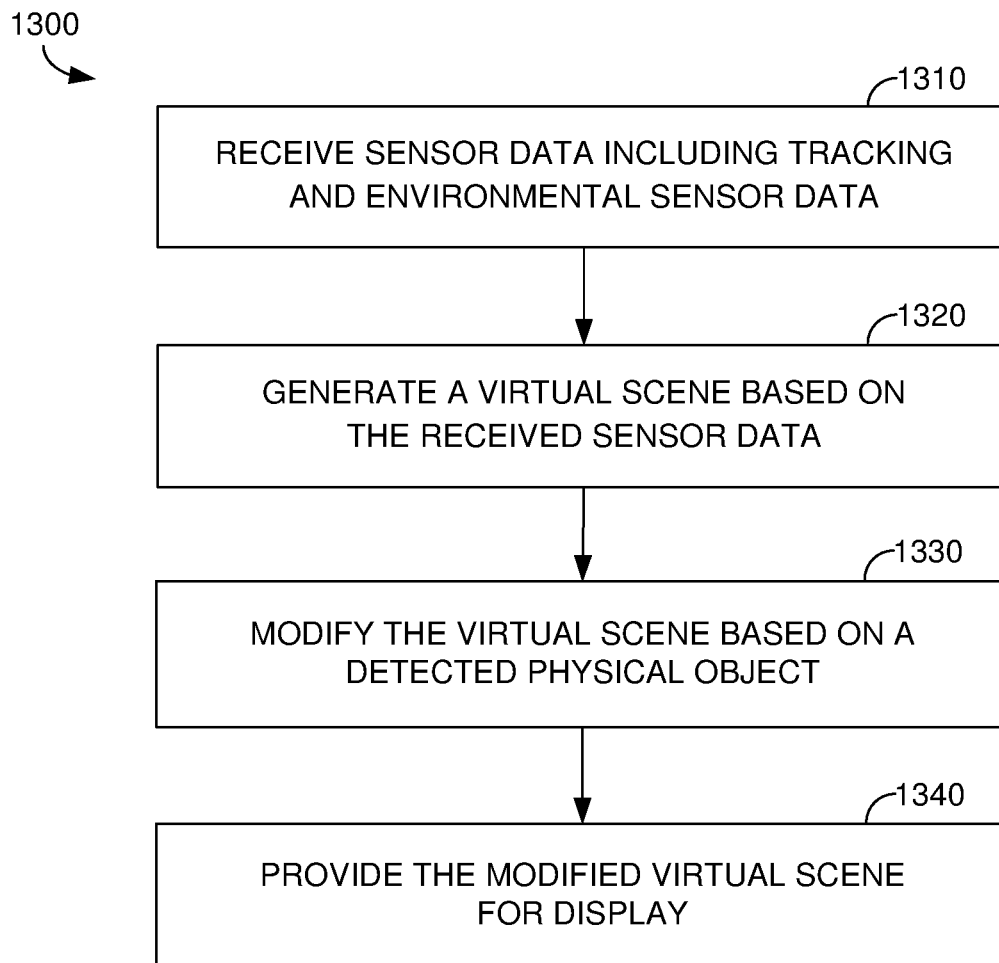 1300
1310
RECEIVE SENSOR DATA INCLUDING TRACKING
AND ENVIRONMENTAL SENSOR DATA
1320
GENERATE A VIRTUAL SCENE BASED ON
THE RECEIVED SENSOR DATA
1330
MODIFY THE VIRTUAL SCENE BASED ON A
DETECTED PHYSICAL OBJECT
1340
PROVIDE THE MODIFIED VIRTUAL SCENE
FOR DISPLAY